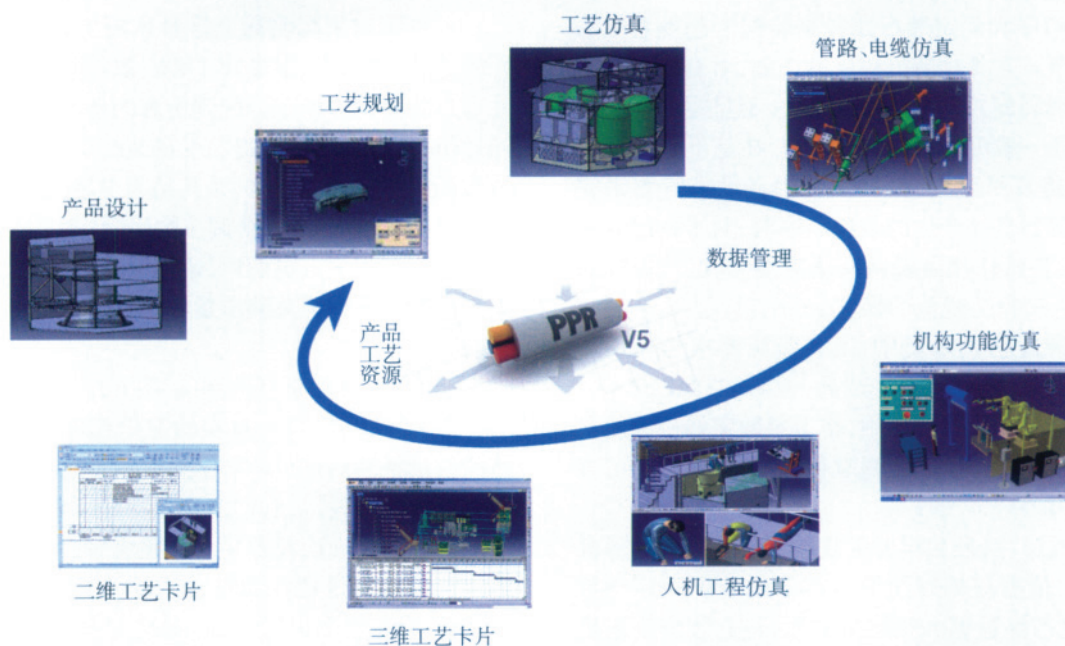 工艺仿真
管路、电缆仿真
工艺规划
产品设计
数据管理
PPR
V5
产品
工艺
资源
机构功能仿真
二维工艺卡片
三维工艺卡片
人机工程仿真